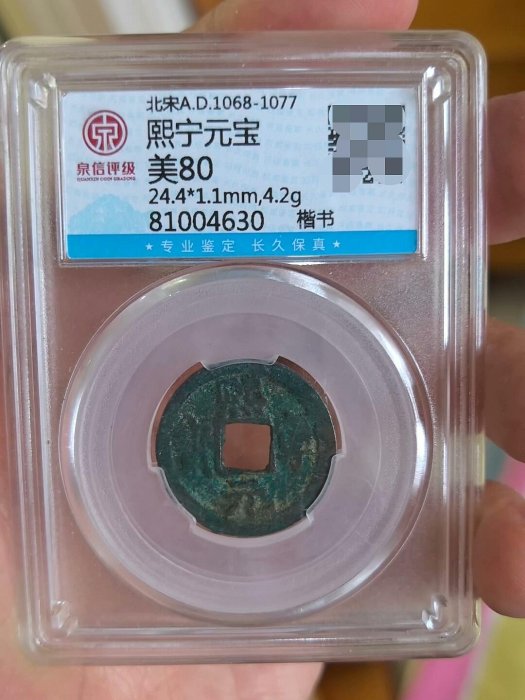 北宋A.D.1068-1077
熙宁元宝
泉信评级
美80
24.4*1.1mm,4.2g
81004630 楷书
★专业鉴定 长久保真★